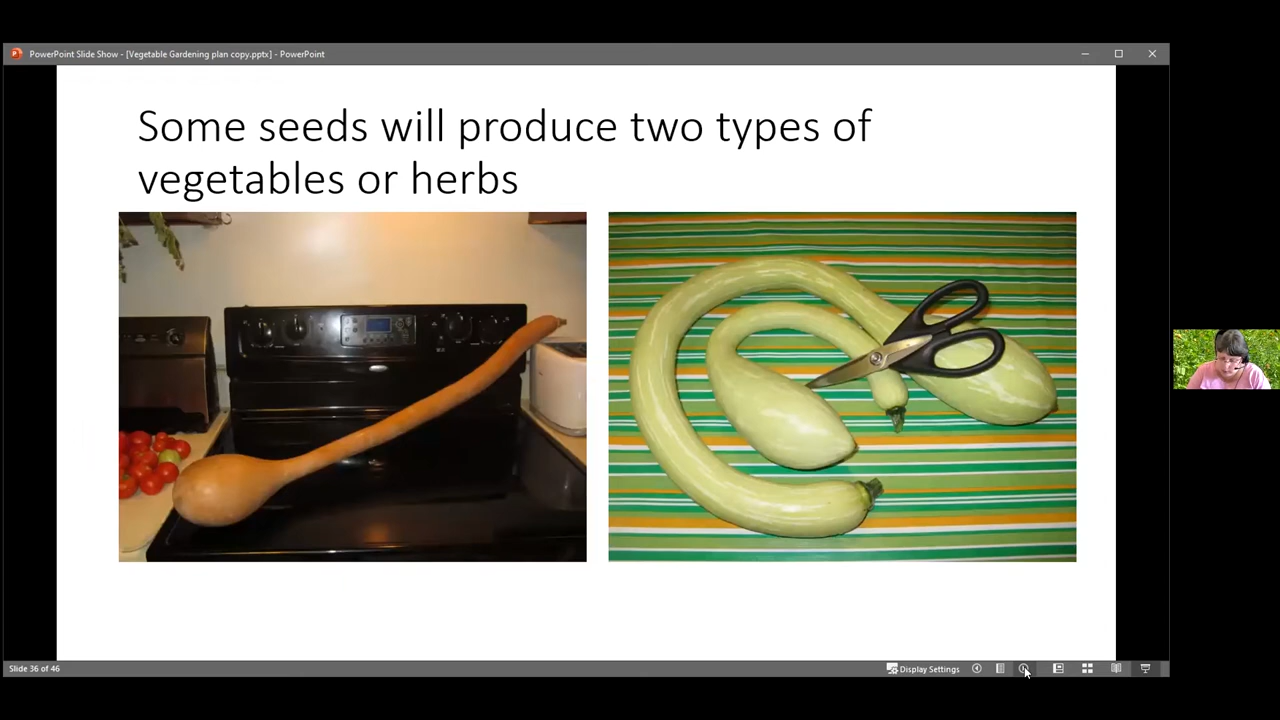 PowerPoint Slide Show - [Vegetable Gardening plan copy.pptx] - PowerPoint
Some seeds will produce two types of
vegetables or herbs
Slide 36 of 46
Display Settings